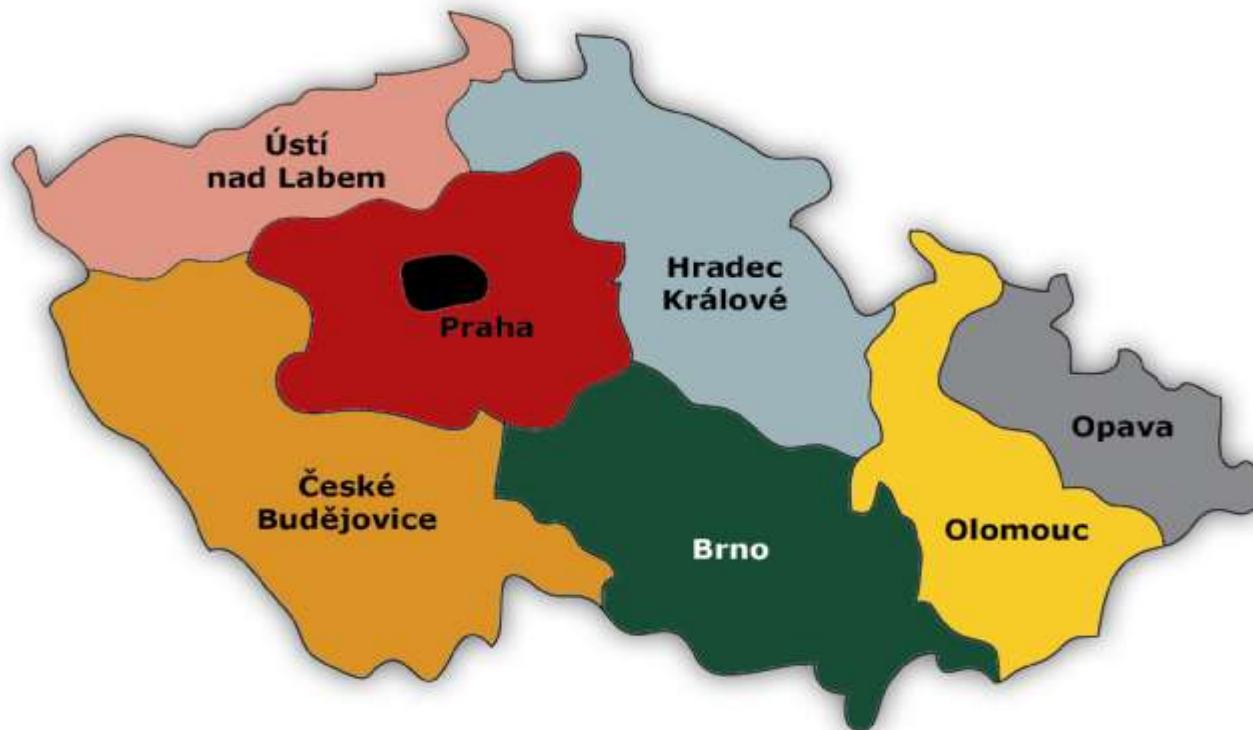 Ústí
nad Labem
Hradec
Králové
Praha
Opava
České
Budějovice
Olomouc
Brno